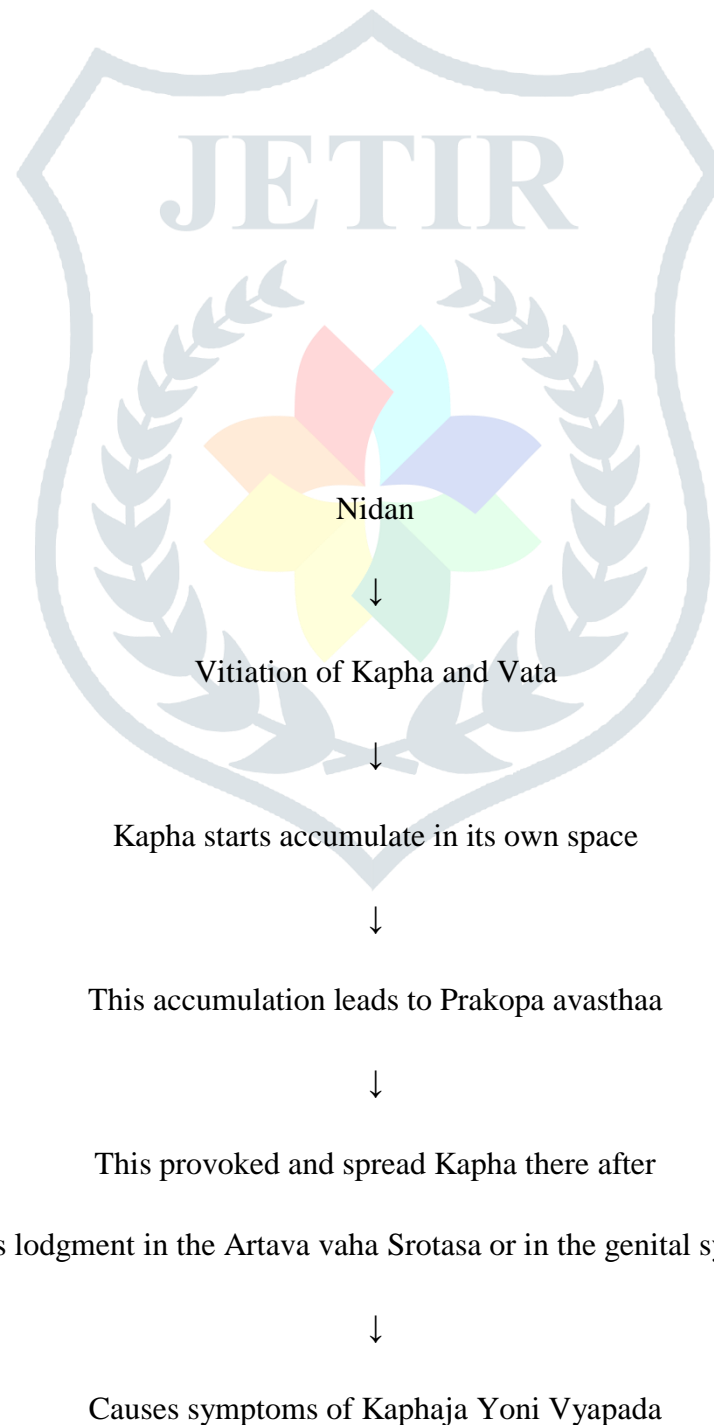 JETIR
Nidan
↓
Vitiation of Kapha and Vata
↓
Kapha starts accumulate in its own space
↓
This accumulation leads to Prakopa avasthaa
↓
This provoked and spread Kapha there after
lodgment in the Artava vaha Srotasa or in the genital
↓
Causes symptoms of Kaphaja Yoni Vyapada